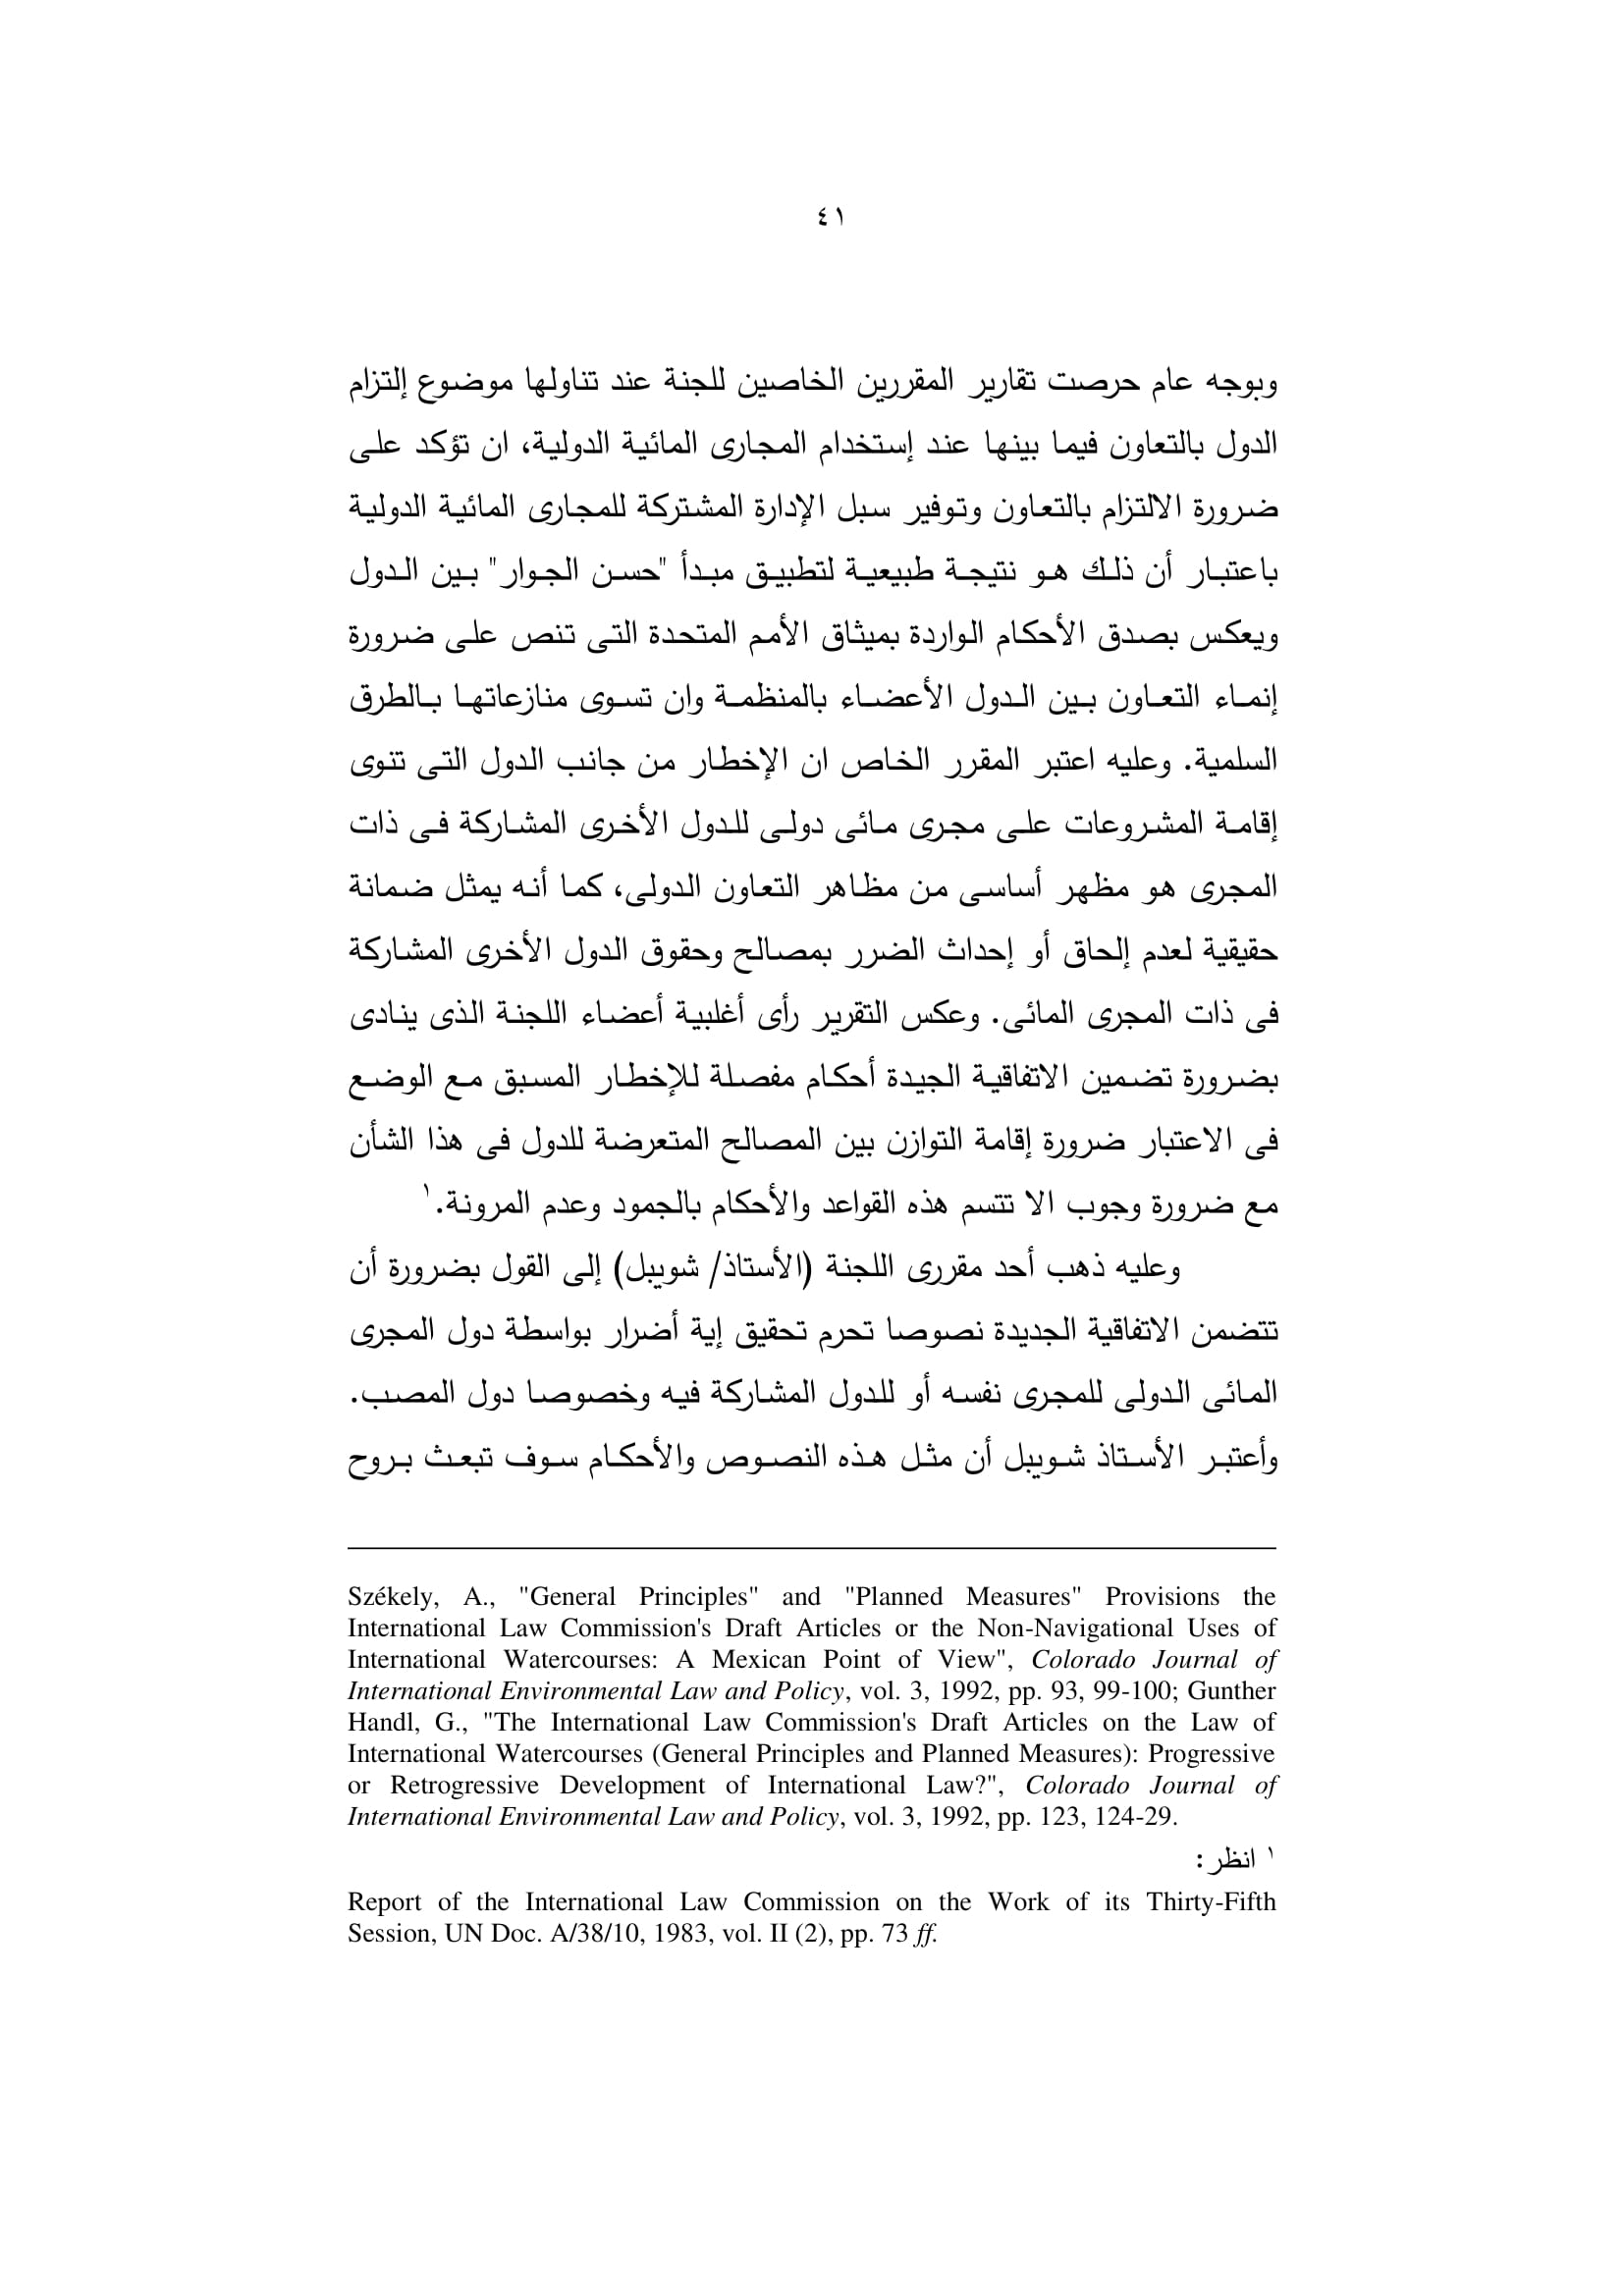 ٤١
وبوجه عام حرصت تقارير المقررين الخاصين للجنة عند تناولها موضوع إلتزام
الدول بالتعاون فيما بينها عند إستخدام المجارى المائية الدولية، ان تؤكد على
ضرورة الالتزام بالتعاون وتوفير سبل الإدارة المشتركة للمجارى المائية الدولية
باعتبار أن ذلك هو نتيجة طبيعية لتطبيق مبدأ "حسن الجوار" بين الدول
ويعكس بصدق الأحكام الواردة بميثاق الأمم المتحدة التى تنص على ضرورة
إنماء التعاون بين الدول الأعضاء بالمنظمة وان تسوى منازعاتها بالطرق
السلمية. وعليه اعتبر المقرر الخاص ان الإخطار من جانب الدول التى تنوى
إقامة المشروعات على مجرى مائى دولى للدول الأخرى المشاركة فى ذات
المجرى هو مظهر أساسى من مظاهر التعاون الدولى، كما أنه يمثل ضمانة
حقيقية لعدم إلحاق أو إحداث الضرر بمصالح وحقوق الدول الأخرى المشاركة
فى ذات المجرى المائى. وعكس التقرير رأى أغلبية أعضاء اللجنة الذى ينادى
بضرورة تضمين الاتفاقية الجيدة أحكام مفصلة للإخطار المسبق مع الوضع
فى الاعتبار ضرورة إقامة التوازن بين المصالح المتعرضة للدول فى هذا الشأن
مع ضرورة وجوب الا تتسم هذه القواعد والأحكام بالجمود وعدم المرونة.١
وعليه ذهب أحد مقررى اللجنة (الأستاذ/ شويبل) إلى القول بضرورة أن
تتضمن الاتفاقية الجديدة نصوصا تحرم تحقيق إية أضرار بواسطة دول المجرى
المائى الدولى للمجرى نفسه أو للدول المشاركة فيه وخصوصا دول المصب.
وأعتبر الأستاذ شويبل أن مثل هذه النصوص والأحكام سوف تبعث بروح
Székely, A., "General Principles" and "Planned Measures" Provisions the
International Law Commission's Draft Articles or the Non-Navigational Uses of
International Watercourses: A Mexican Point of View", Colorado Journal of
International Environmental Law and Policy, vol. 3, 1992, pp. 93, 99-100; Gunther
Handl, G., "The International Law Commission's Draft Articles on the Law of
International Watercourses (General Principles and Planned Measures): Progressive
or Retrogressive Development of International Law?", Colorado Journal of
International Environmental Law and Policy, vol. 3, 1992, pp. 123, 124-29.
١ انظر:
Report of the International Law Commission on the Work of its Thirty-Fifth
Session, UN Doc. A/38/10, 1983, vol. II (2), pp. 73 ff.